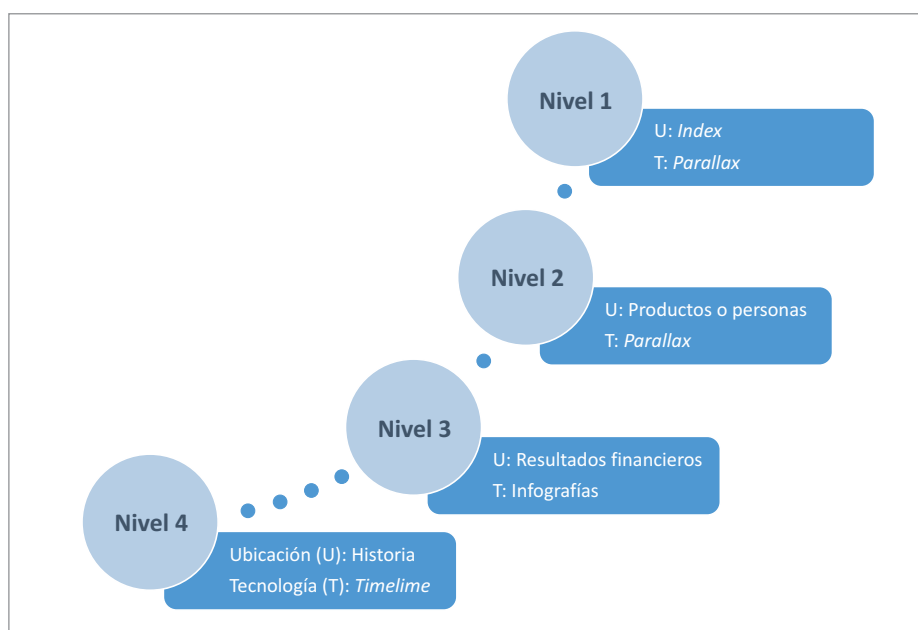 Nivel 1
U: Index
T: Parallax
Nivel 2
U: Productos o personas
T: Parallax
Nivel 3
U: Resultados financieros
T: Infografías
Nivel 4
Ubicación (U): Historia
Tecnología (T): Timelime